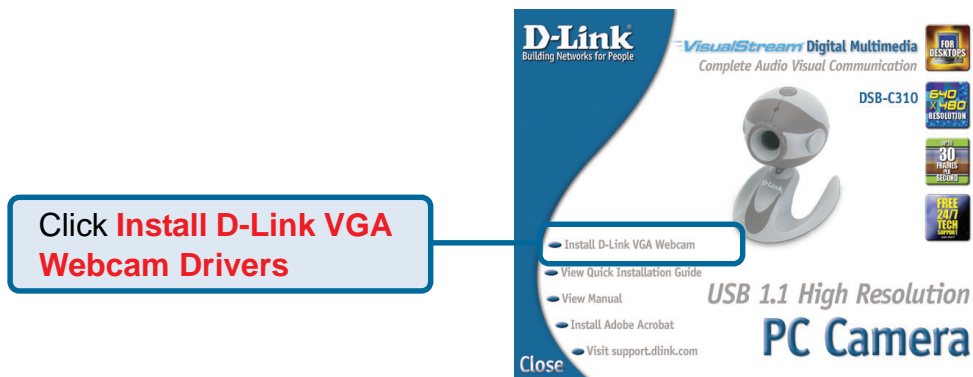 Click Install D-Link VGA
Webcam Drivers
D-Link
Building Networks for People
VisualStream Digital Multimedia
Complete Audio Visual Communication
DSB-C310
FOR
DESKTOPS
640
X 480
RESOLUTION
UP TO
30
FRAMES
PER
SECOND
FREE
24/7
TECH
SUPPORT
D-Link
Install D-Link VGA Webcam
View Quick Installation Guide
View Manual
Install Adobe Acrobat
Visit support.dlink.com
Close
USB 1.1 High Resolution
PC Camera